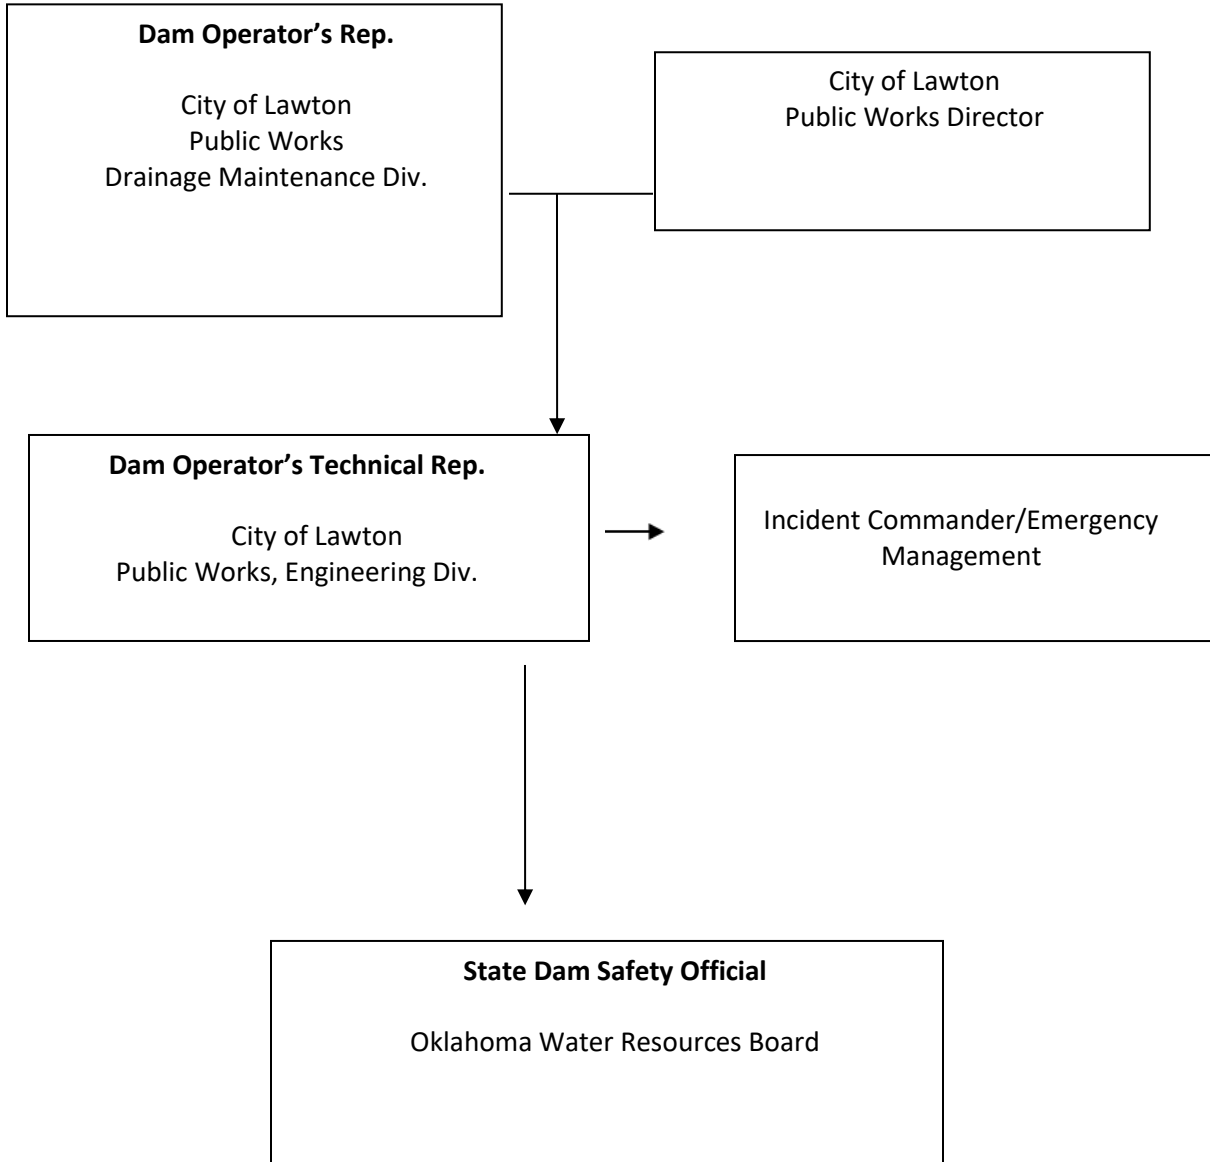 Dam Operator’s Rep.
City of Lawton
Public Works
Drainage Maintenance Div.
City of Lawton
Public Works Director
Dam Operator’s Technical Rep.
City of Lawton
Public Works, Engineering Div.
Incident Commander/Emergency
Management
State Dam Safety Official
Oklahoma Water Resources Board